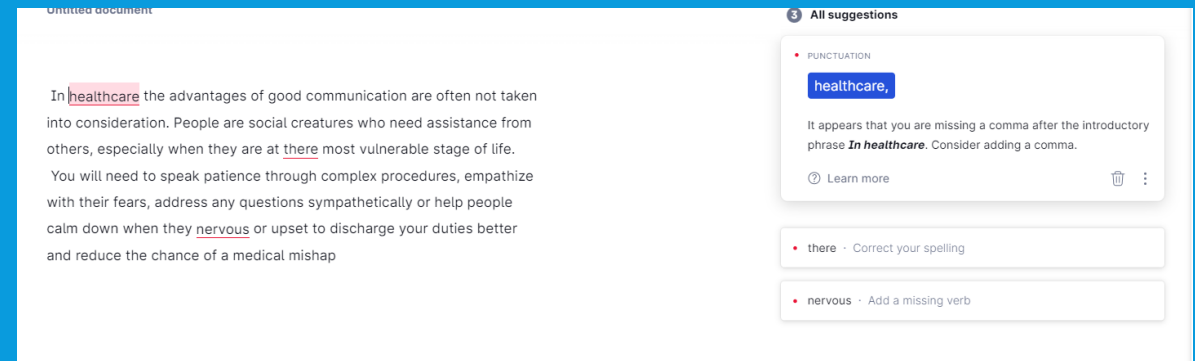 Untitled document
In healthcare the advantages of good communication are often not taken
into consideration. People are social creatures who need assistance from
others, especially when they are at there most vulnerable stage of life.
You will need to speak patience through complex procedures, empathize
with their fears, address any questions sympathetically or help people
calm down when they nervous or upset to discharge your duties better
and reduce the chance of a medical mishap
3 All suggestions
PUNCTUATION
healthcare,
It appears that you are missing a comma after the introductory
phrase In healthcare. Consider adding a comma.
? Learn more
there · Correct your spelling
nervous · Add a missing verb